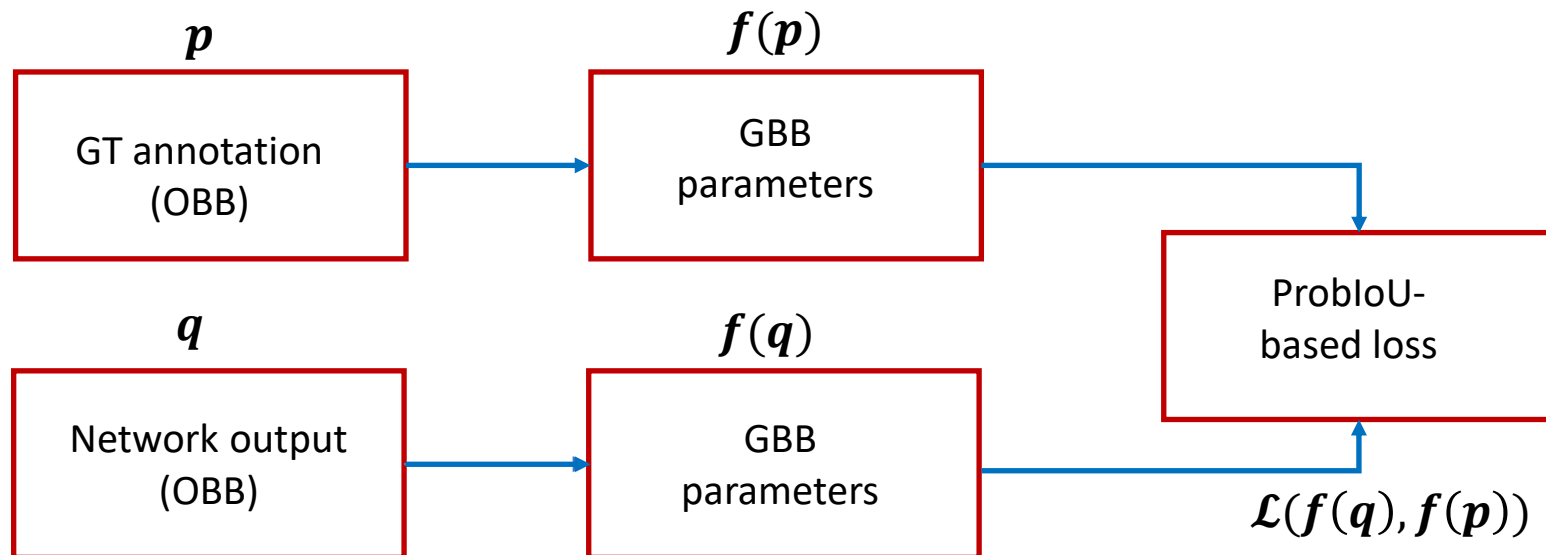 p
f(p)
GT annotation
(OBB)
GBB
parameters
ProbIoU-
based loss
q
f(q)
Network output
(OBB)
GBB
parameters
ℒ(f(q), f(p))